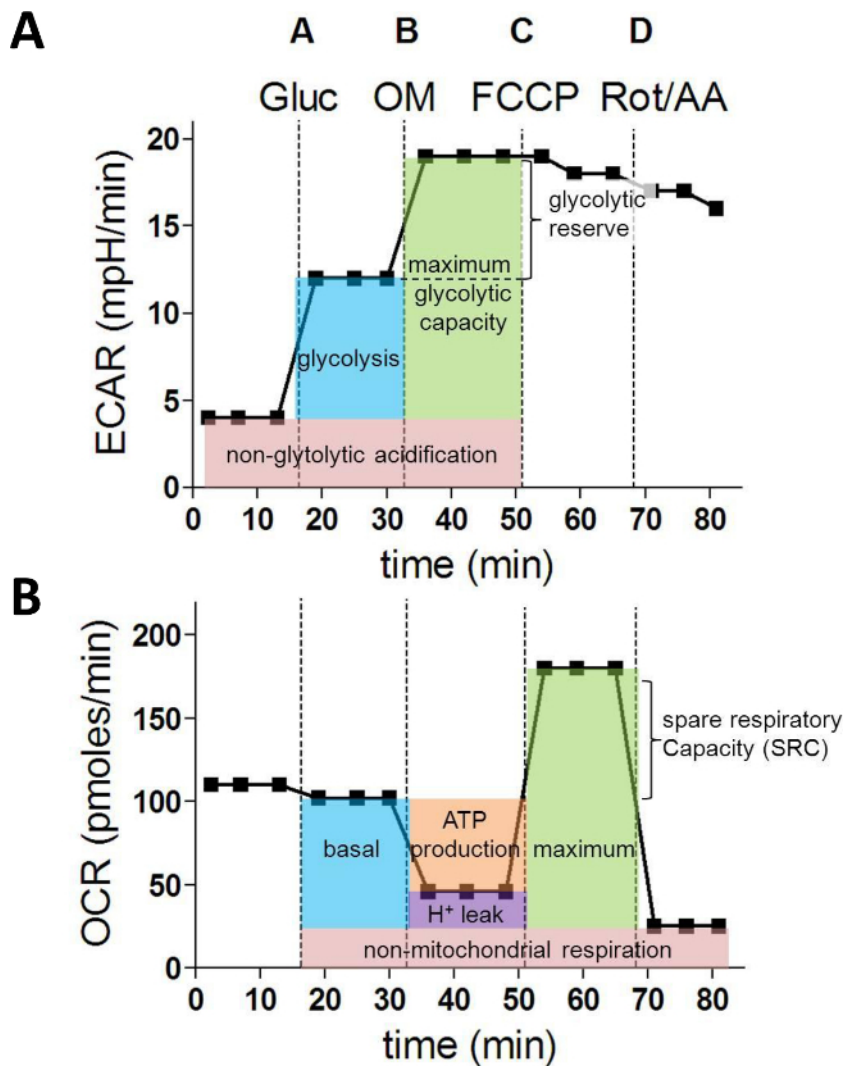 A
A B C D
Gluc OM FCCP Rot/AA
20
15
10
5
0
ECAR (mpH/min)
glycolytic
reserve
maximum
glycolytic
capacity
glycolysis
non-glytolytic acidification
0 10 20 30 40 50 60 70 80
time (min)
B
200
150
100
50
0
OCR (pmoles/min)
spare respiratory
Capacity (SRC)
ATP
production
basal
maximum
H+ leak
non-mitochondrial respiration
0 10 20 30 40 50 60 70 80
time (min)